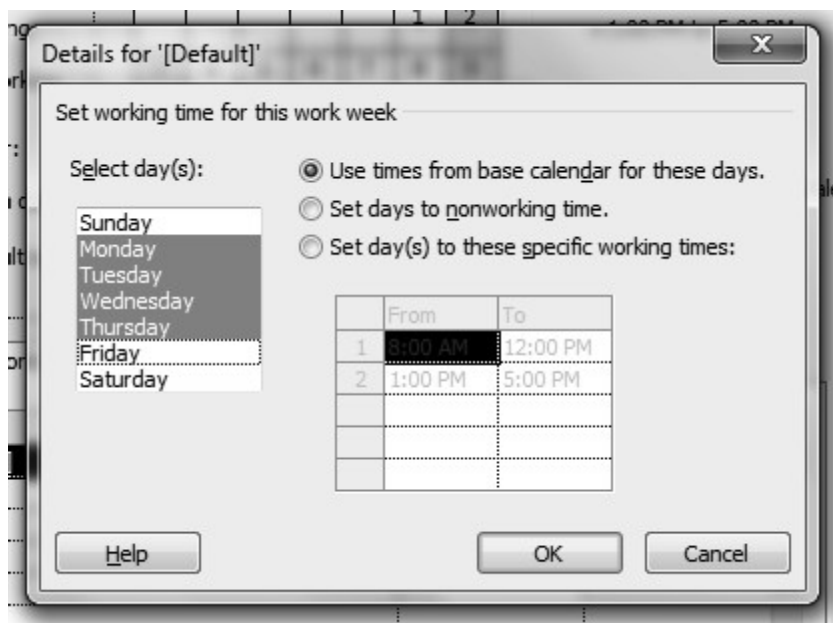 1 2
Details for '[Default]'
Set working time for this work week
Select day(s):
Sunday
Monday
Tuesday
Wednesday
Thursday
Friday
Saturday
Use times from base calendar for these days.
Set days to nonworking time.
Set day(s) to these specific working times:
From To
1 8:00 AM 12:00 PM
2 1:00 PM 5:00 PM
Help OK Cancel